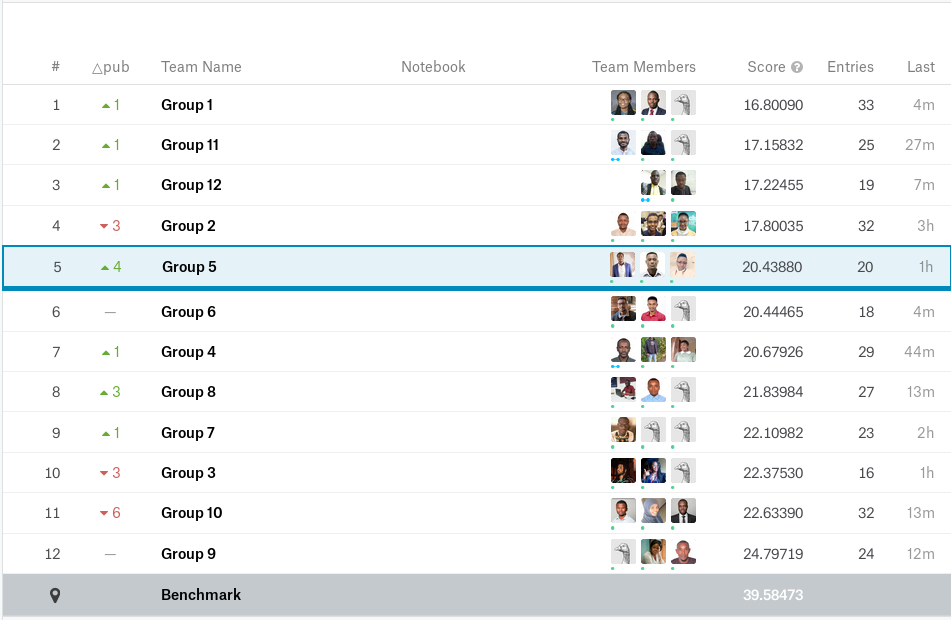 # △pub Team Name Notebook Team Members Score ? Entries Last
1 ▲ 1 Group 1 16.80090 33 4m
2 ▲ 1 Group 11 17.15832 25 27m
3 ▲ 1 Group 12 17.22455 19 7m
4 ▼ 3 Group 2 17.80035 32 3h
5 ▲ 4 Group 5 20.43880 20 1h
6 — Group 6 20.44465 18 4m
7 ▲ 1 Group 4 20.67926 29 44m
8 ▲ 3 Group 8 21.83984 27 13m
9 ▲ 1 Group 7 22.10982 23 2h
10 ▼ 3 Group 3 22.37530 16 1h
11 ▼ 6 Group 10 22.63390 32 13m
12 — Group 9 24.79719 24 12m
Benchmark 39.58473